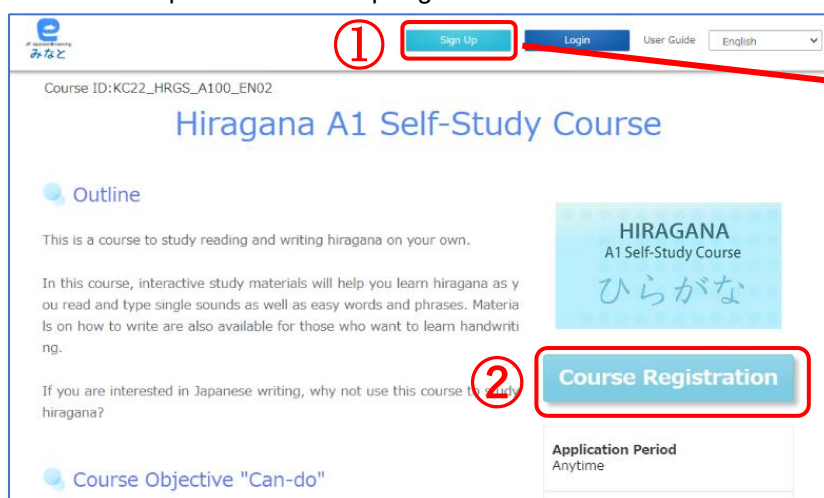 JF Japanese e-Learning
みなと
①
Sign Up
Login
User Guide
English
Course ID:KC22_HRGS_A100_EN02
Hiragana A1 Self-Study Course
Outline
This is a course to study reading and writing hiragana on your own.
In this course, interactive study materials will help you learn hiragana as y
ou read and type single sounds as well as easy words and phrases. Materia
ls on how to write are also available for those who want to learn handwriti
ng.
If you are interested in Japanese writing, why not use this course to study
hiragana?
Course Objective "Can-do"
HIRAGANA
A1 Self-Study Course
ひらがな
②
Course Registration
Application Period
Anytime